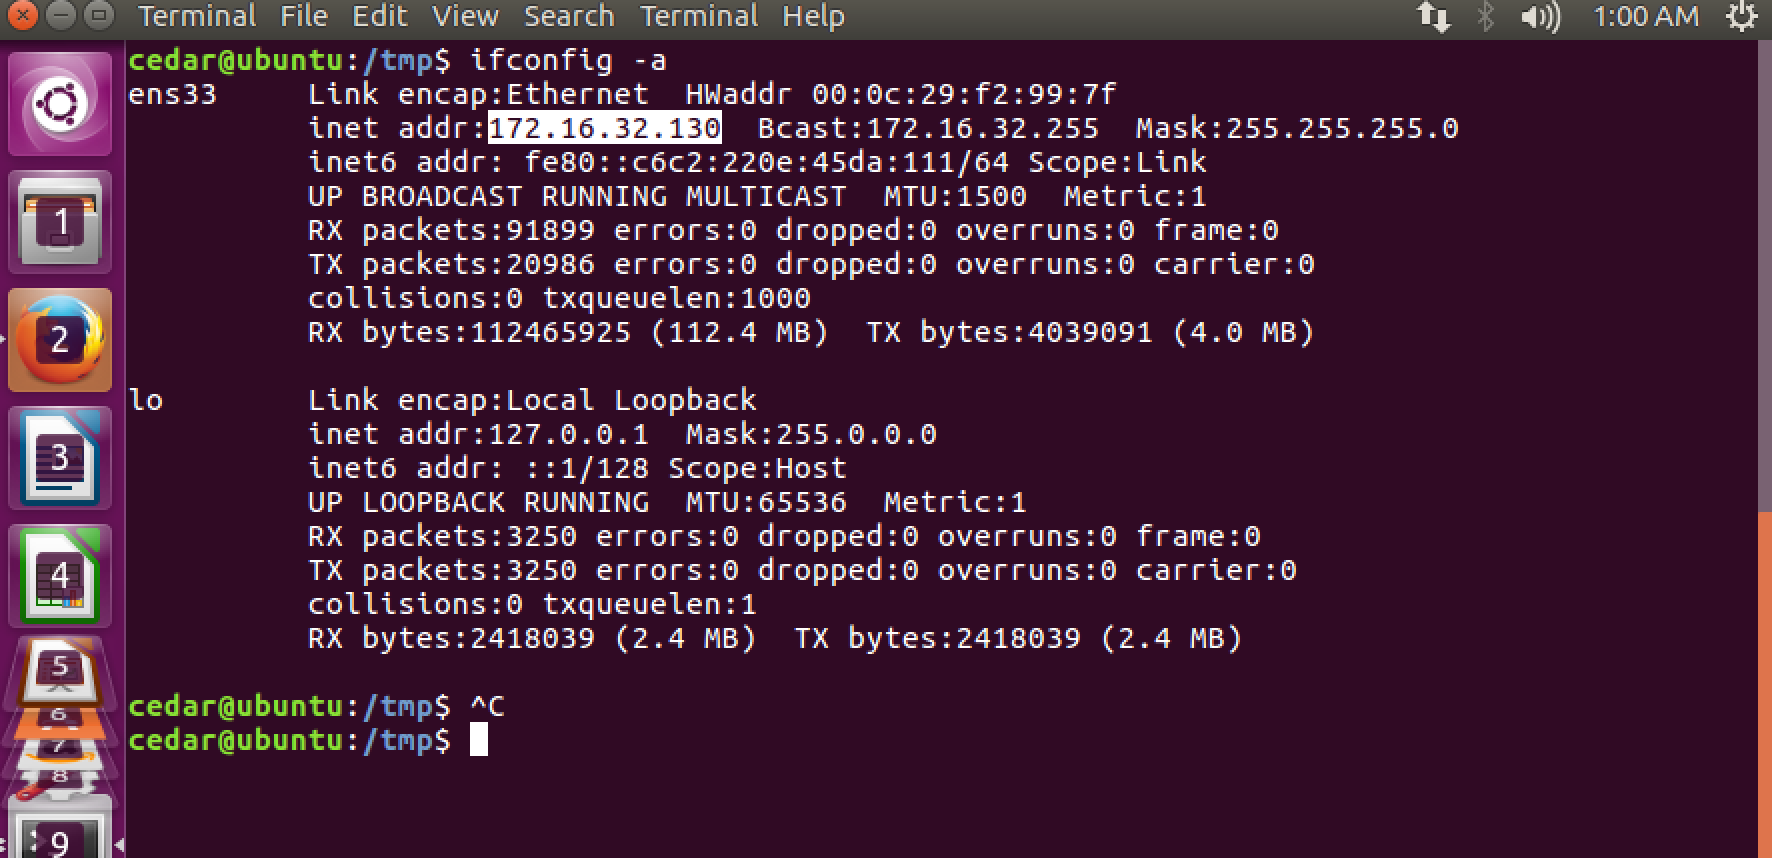 Terminal File Edit View Search Terminal Help 1:00 AM
cedar@ubuntu:/tmp$ ifconfig -a
ens33 Link encap:Ethernet HWaddr 00:0c:29:f2:99:7f
inet addr:172.16.32.130 Bcast:172.16.32.255 Mask:255.255.255.0
inet6 addr: fe80::c6c2:220e:45da:111/64 Scope:Link
UP BROADCAST RUNNING MULTICAST MTU:1500 Metric:1
RX packets:91899 errors:0 dropped:0 overruns:0 frame:0
TX packets:20986 errors:0 dropped:0 overruns:0 carrier:0
collisions:0 txqueuelen:1000
RX bytes:112465925 (112.4 MB) TX bytes:4039091 (4.0 MB)
lo Link encap:Local Loopback
inet addr:127.0.0.1 Mask:255.0.0.0
inet6 addr: ::1/128 Scope:Host
UP LOOPBACK RUNNING MTU:65536 Metric:1
RX packets:3250 errors:0 dropped:0 overruns:0 frame:0
TX packets:3250 errors:0 dropped:0 overruns:0 carrier:0
collisions:0 txqueuelen:1
RX bytes:2418039 (2.4 MB) TX bytes:2418039 (2.4 MB)
cedar@ubuntu:/tmp$ ^C
cedar@ubuntu:/tmp$
1
2
3
4
5
6
7
8
9